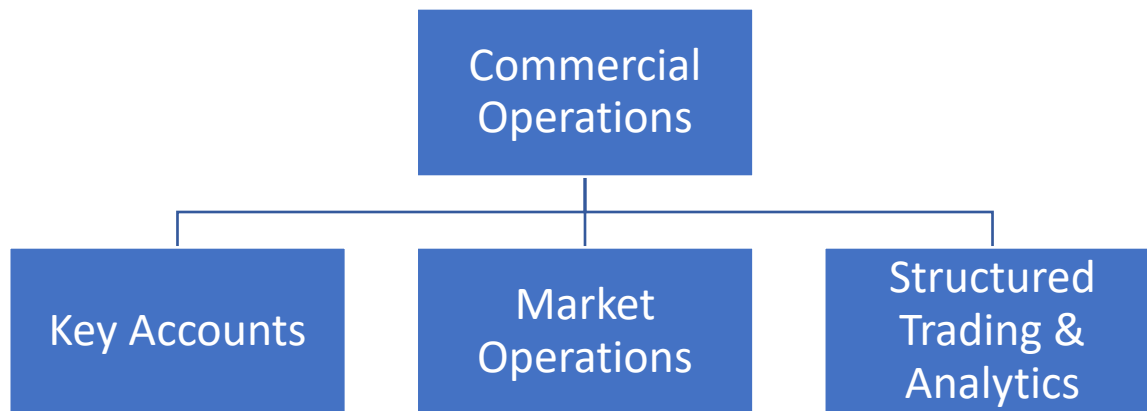 Commercial
Operations
Key Accounts
Market
Operations
Structured
Trading &
Analytics